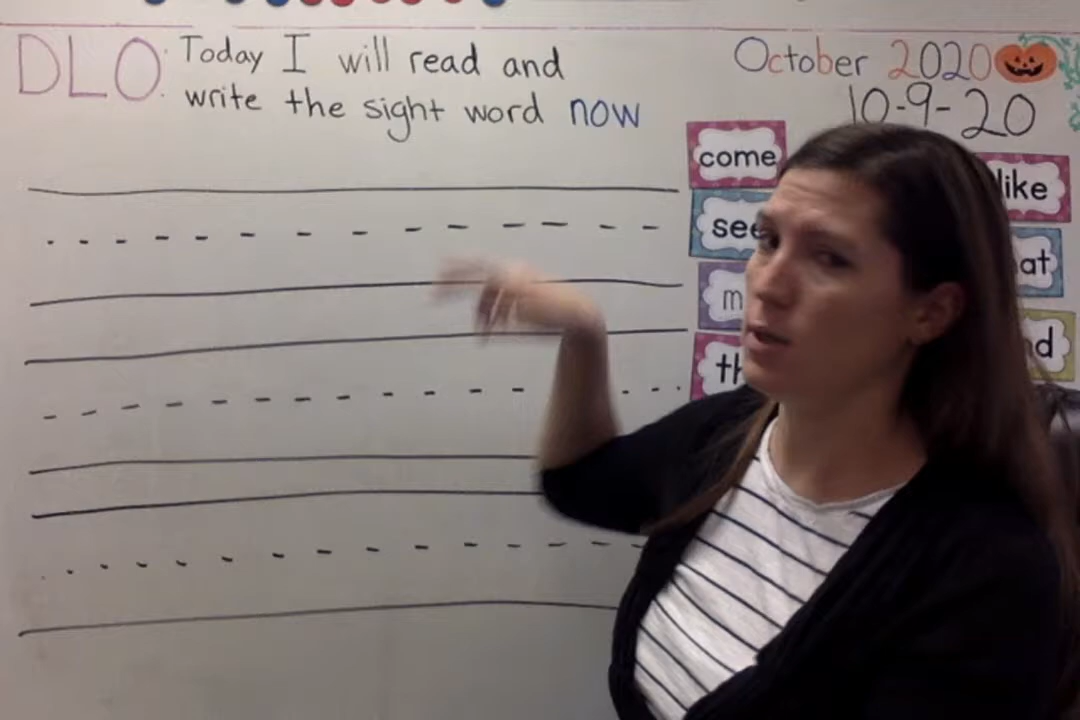 DLO: Today I will read and
write the sight word now
October 2020
10-9-20
come
like
see